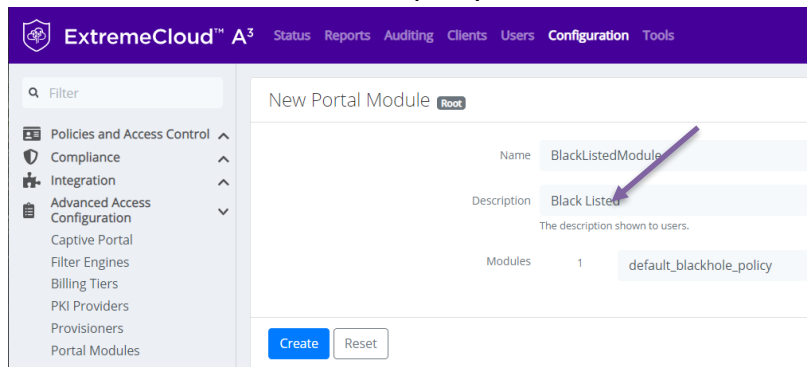 ExtremeCloud™ A³ Status Reports Auditing Clients Users Configuration Tools
Filter
Policies and Access Control
Compliance
Integration
Advanced Access
Configuration
Captive Portal
Filter Engines
Billing Tiers
PKI Providers
Provisioners
Portal Modules
New Portal Module Root
Name BlackListedModule
Description Black Listed
The description shown to users.
Modules 1 default_blackhole_policy
Create Reset